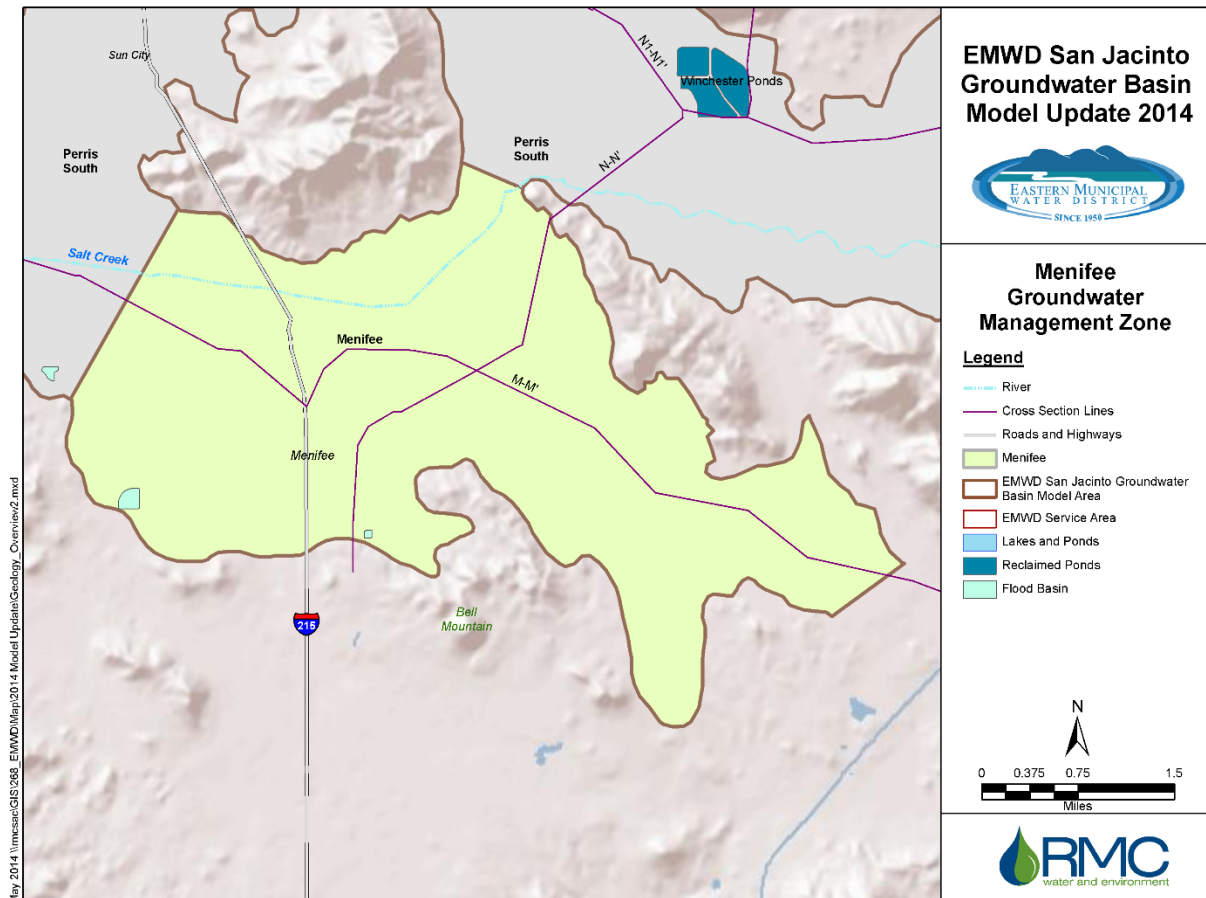 Sun City
N1-N1'
Winchester Ponds
Perris
South
Perris
South
N-N'
Salt Creek
Menifee
M-M'
Menifee
215
Bell
Mountain
May 2014 \\rmcsac\GIS\268_EMWD\Map\2014 Model Update\Geology_Overview2.mxd
EMWD San Jacinto
Groundwater Basin
Model Update 2014
EASTERN MUNICIPAL
WATER DISTRICT
SINCE 1950
Menifee
Groundwater
Management Zone
Legend
River
Cross Section Lines
Roads and Highways
Menifee
EMWD San Jacinto Groundwater
Basin Model Area
EMWD Service Area
Lakes and Ponds
Reclaimed Ponds
Flood Basin
N
0 0.375 0.75 1.5
Miles
RMC
water and environment